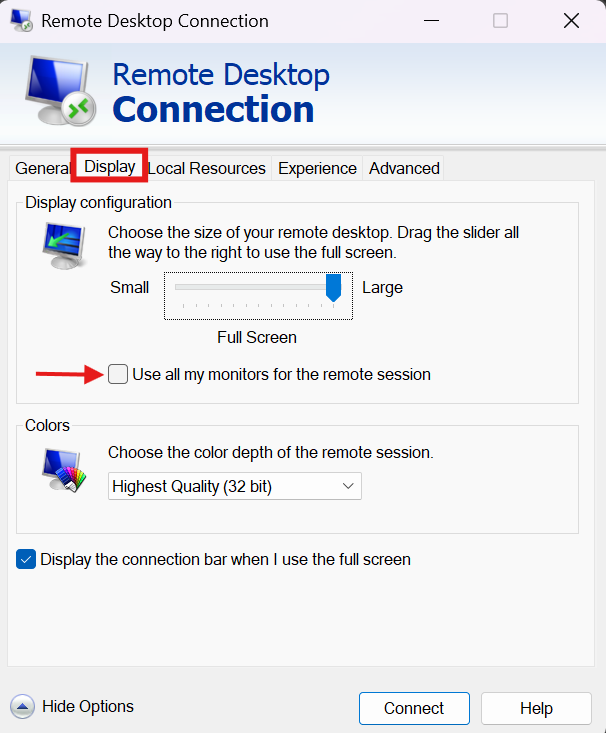 Remote Desktop Connection
Remote Desktop
Connection
General Display Local Resources Experience Advanced
Display configuration
Choose the size of your remote desktop. Drag the slider all
the way to the right to use the full screen.
Small Large
Full Screen
Use all my monitors for the remote session
Colors
Choose the color depth of the remote session.
Highest Quality (32 bit)
Display the connection bar when I use the full screen
Hide Options Connect Help